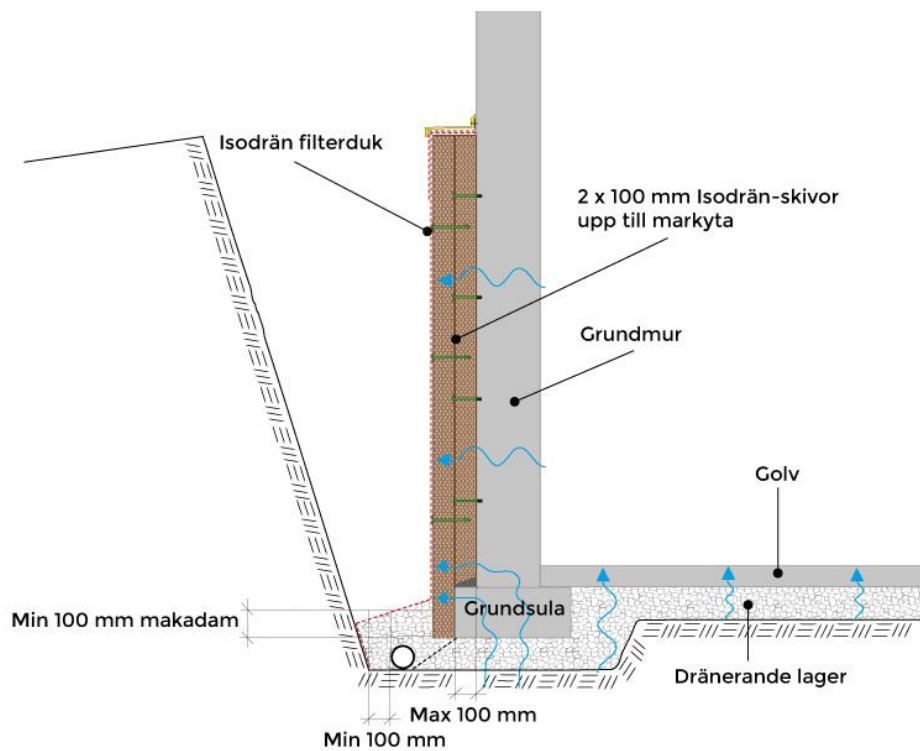 Isodrän filterduk
2 x 100 mm Isodrän-skivor
upp till markyta
Grundmur
Golv
Grundsula
Min 100 mm makadam
Dränerande lager
Max 100 mm
Min 100 mm